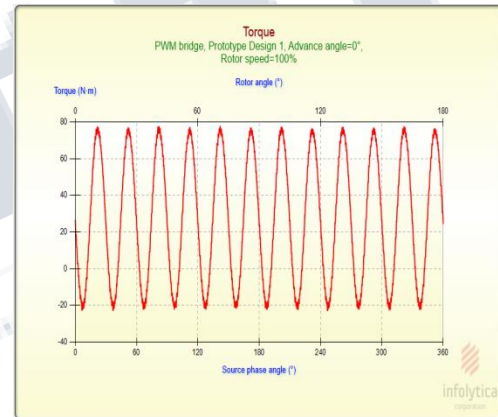 Torque
PWM bridge, Prototype Design 1, Advance angle=0°,
Rotor speed=100%
Rotor angle (°)
Torque (N·m)
0 60 120 180
80
60
40
20
0
-20
-40
0 60 120 180 240 300 360
Source phase angle (°)
infolytica
corporation